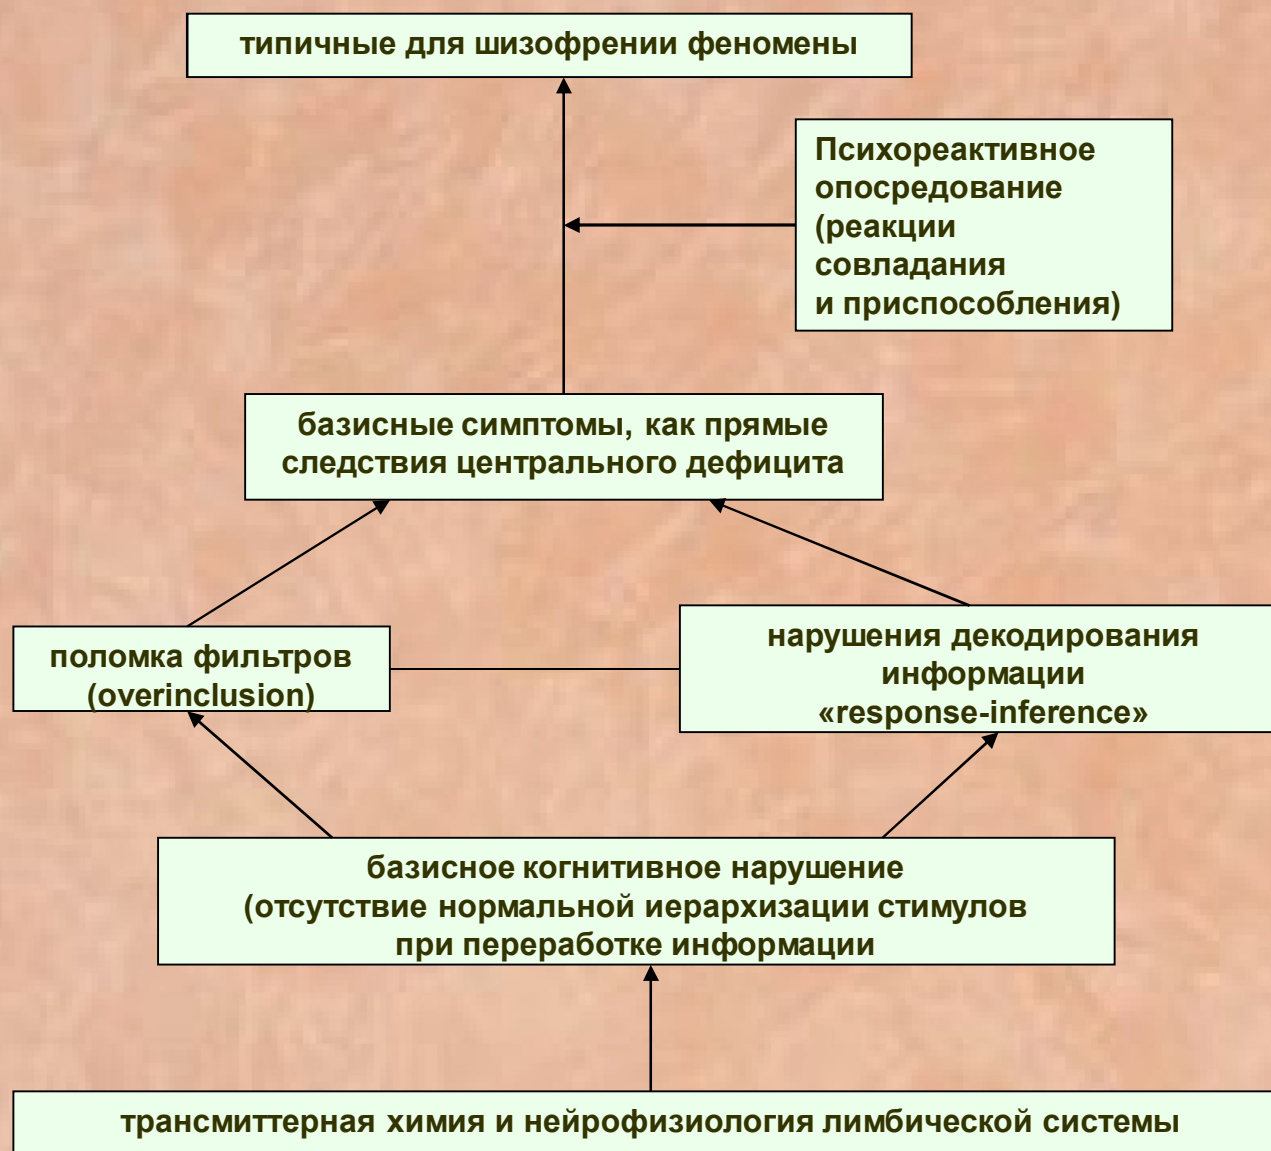 типичные для шизофрении феномены
Психореактивное
опосредование
(реакции
совладания
и приспособления)
базисные симптомы, как прямые
следствия центрального дефицита
поломка фильтров
(overinclusion)
нарушения декодирования
информации
«response-inference»
базисное когнитивное нарушение
(отсутствие нормальной иерархизации стимулов
при переработке информации
трансмиттерная химия и нейрофизиология лимбической системы